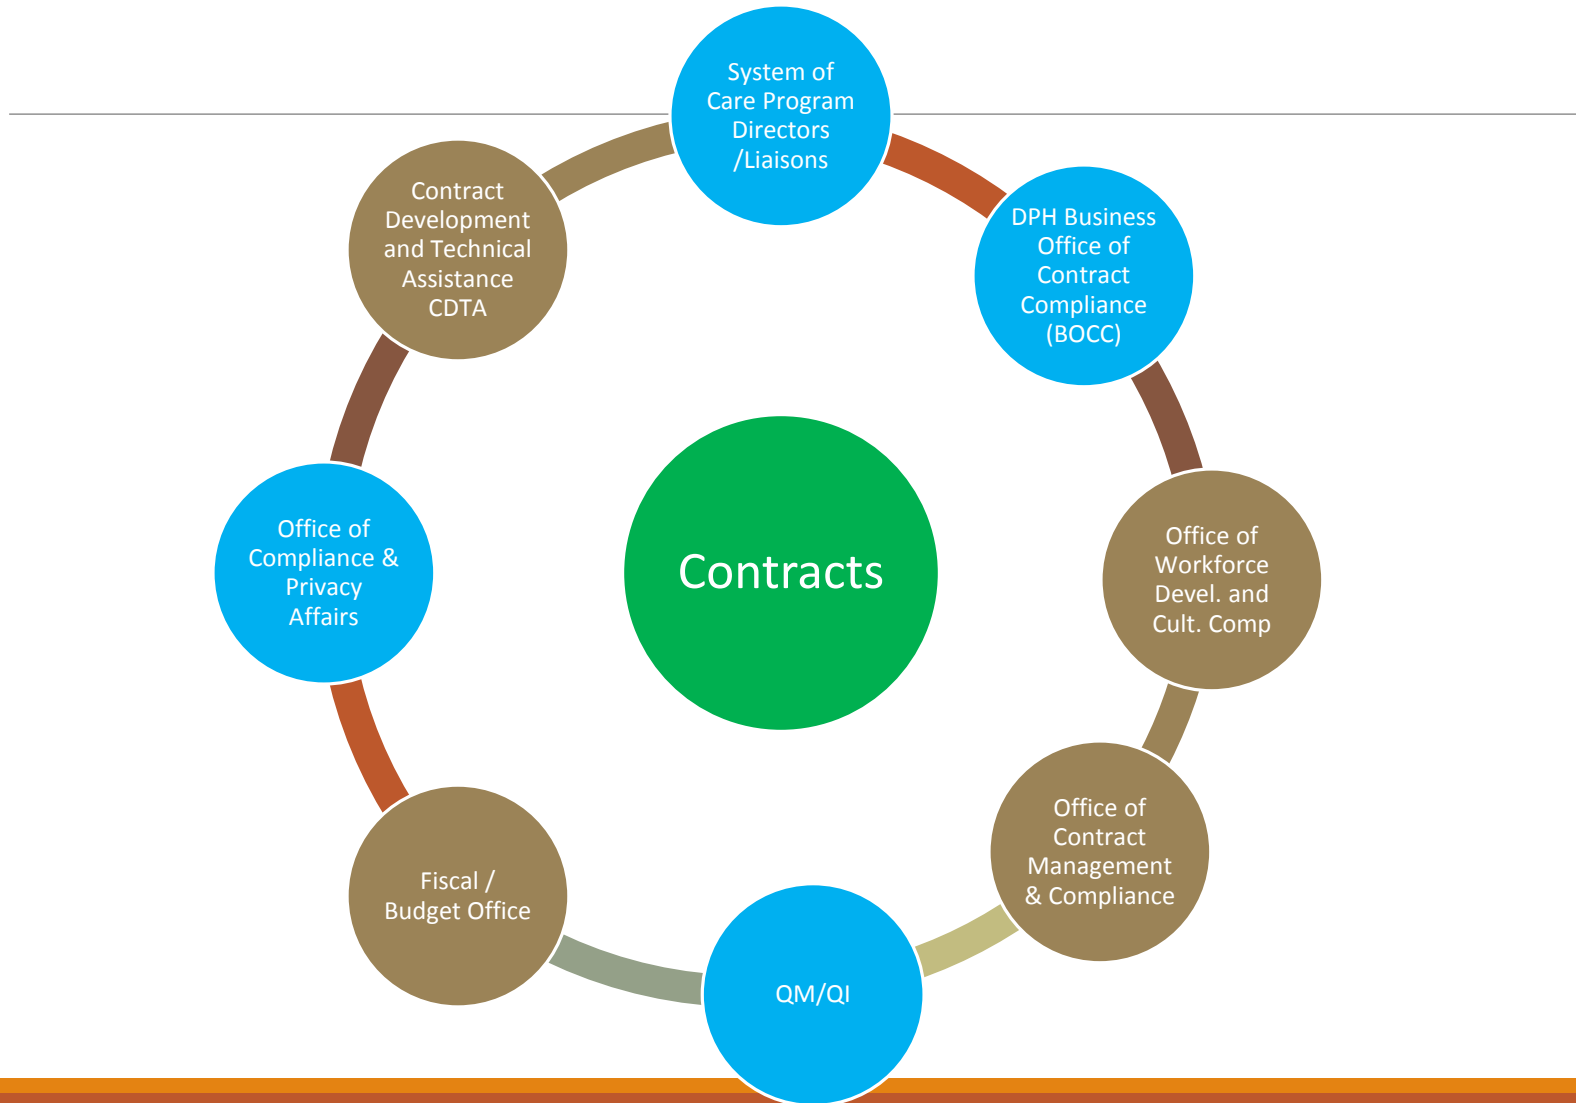 System of
Care Program
Directors
/Liaisons
DPH Business
Office of
Contract
Compliance
(BOCC)
Office of
Workforce
Devel. and
Cult. Comp
Office of
Contract
Management
& Compliance
QM/QI
Fiscal /
Budget Office
Office of
Compliance &
Privacy
Affairs
Contract
Development
and Technical
Assistance
CDTA
Contracts